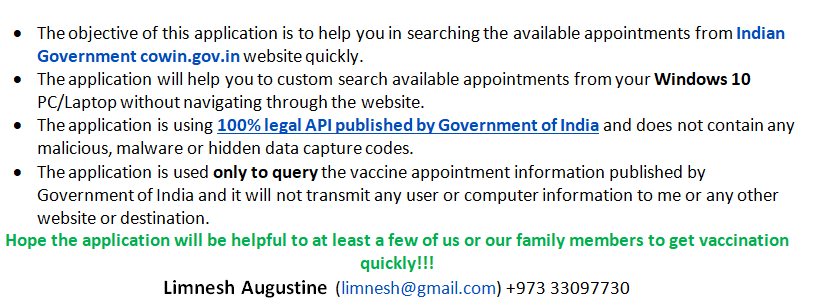 • The objective of this application is to help you in searching the available appointments from Indian
Government cowin.gov.in website quickly.
• The application will help you to custom search available appointments from your Windows 10
PC/Laptop without navigating through the website.
• The application is using 100% legal API published by Government of India and does not contain any
malicious, malware or hidden data capture codes.
• The application is used only to query the vaccine appointment information published by
Government of India and it will not transmit any user or computer information to me or any other
website or destination.
Hope the application will be helpful to at least a few of us or our family members to get vaccination
quickly!!!
Limnesh Augustine (limnesh@gmail.com) +973 33097730